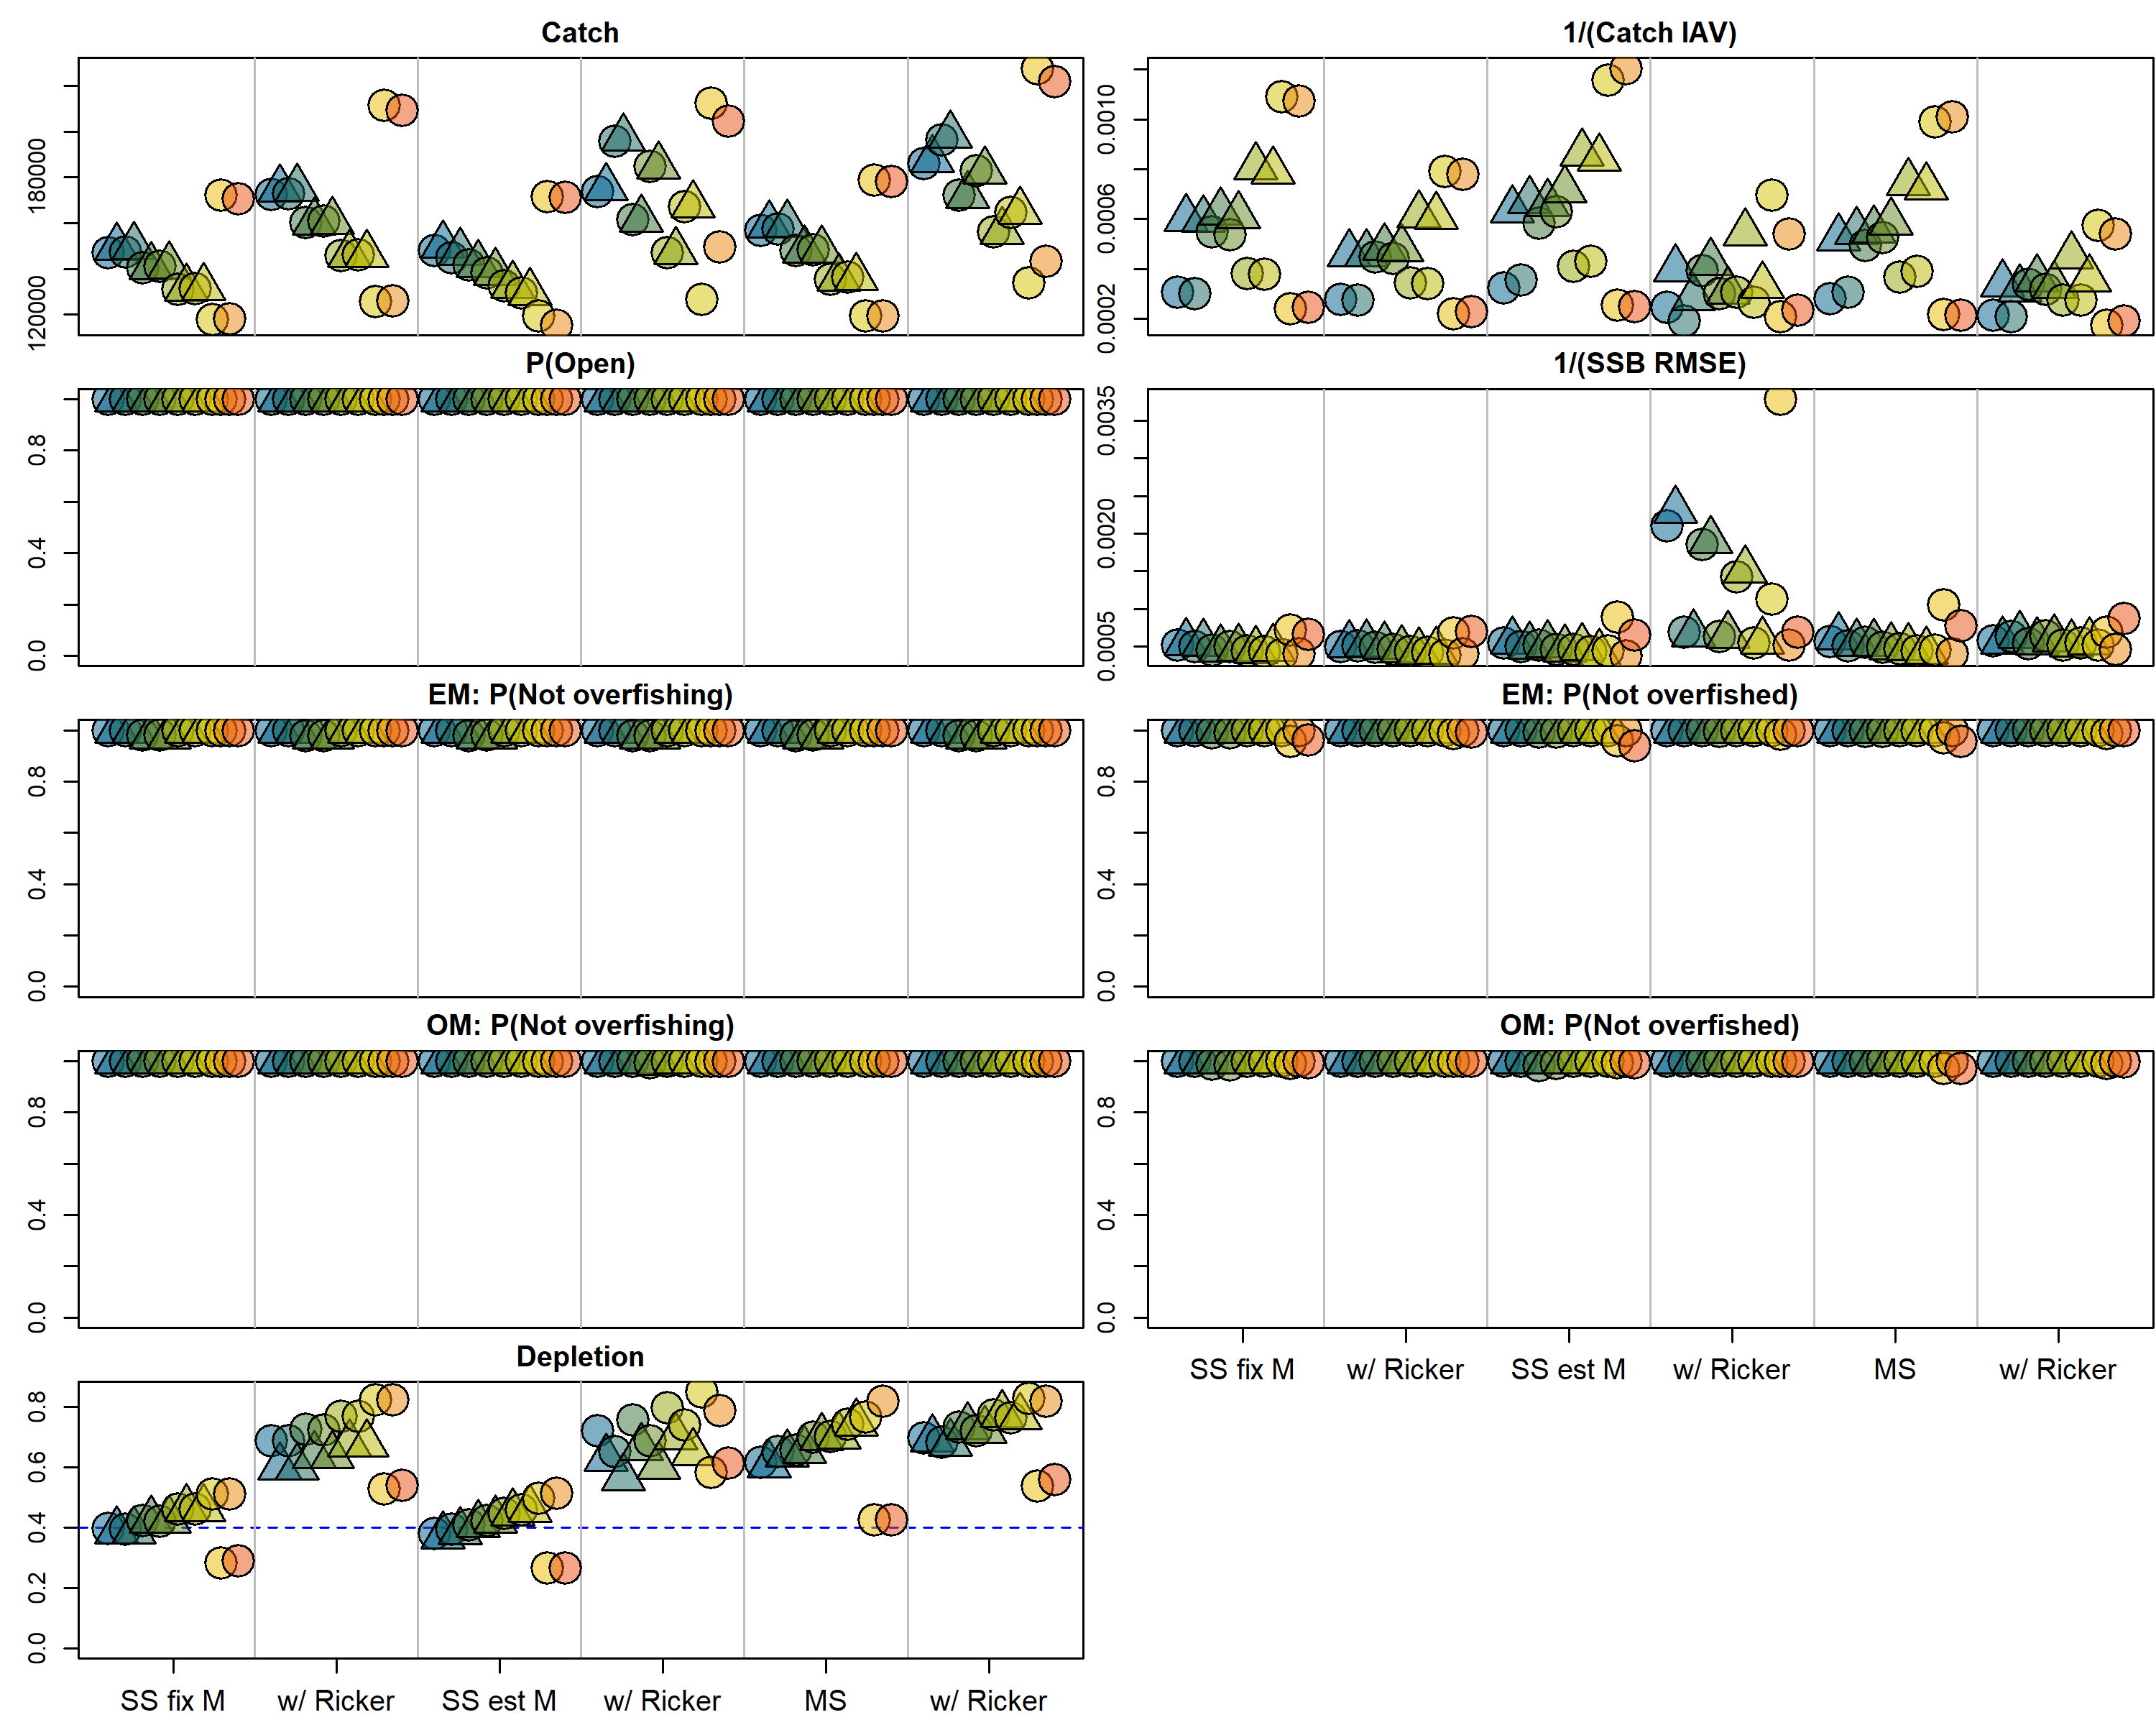 Catch
1/(Catch IAV)
180000
120000
0.0010
0.0006
0.0002
P(Open)
1/(SSB RMSE)
0.8
0.4
0.0
0.0035
0.0020
0.0005
EM: P(Not overfishing)
EM: P(Not overfished)
0.8
0.4
0.0
0.8
0.4
0.0
OM: P(Not overfishing)
OM: P(Not overfished)
0.8
0.4
0.0
0.8
0.4
0.0
SS fix M w/ Ricker SS est M w/ Ricker MS w/ Ricker
Depletion
0.8
0.6
0.4
0.2
0.0
SS fix M w/ Ricker SS est M w/ Ricker MS w/ Ricker